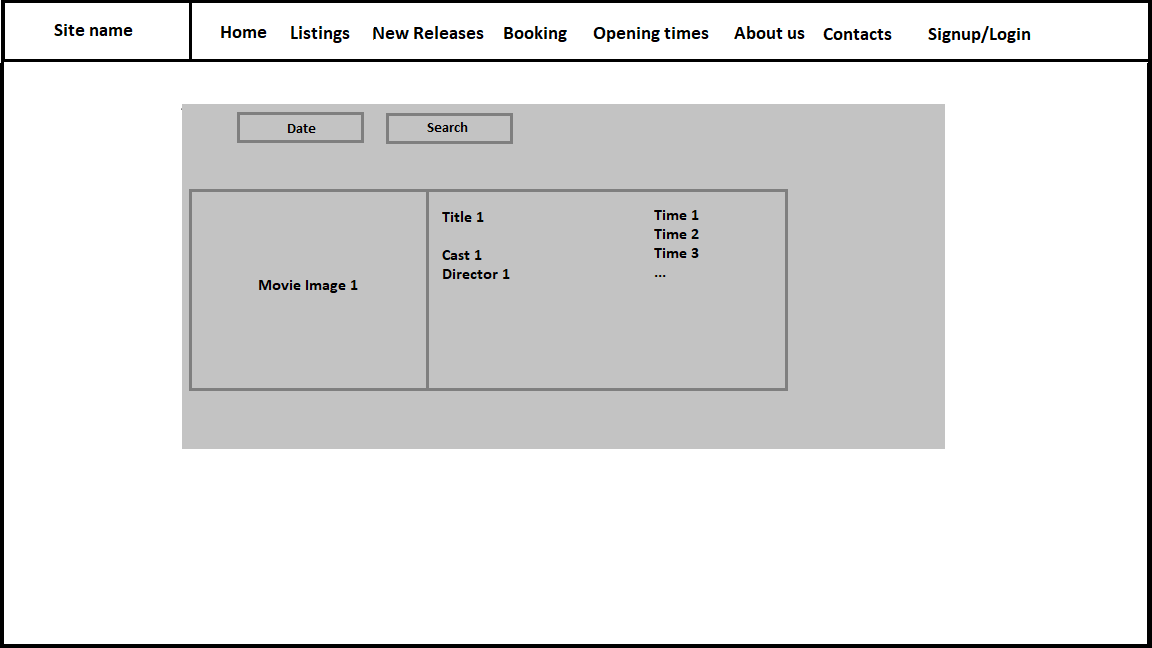 Site name
Home Listings New Releases Booking Opening times About us Contacts Signup/Login
Date Search
Movie Image 1
Title 1
Cast 1
Director 1
Time 1
Time 2
Time 3
...